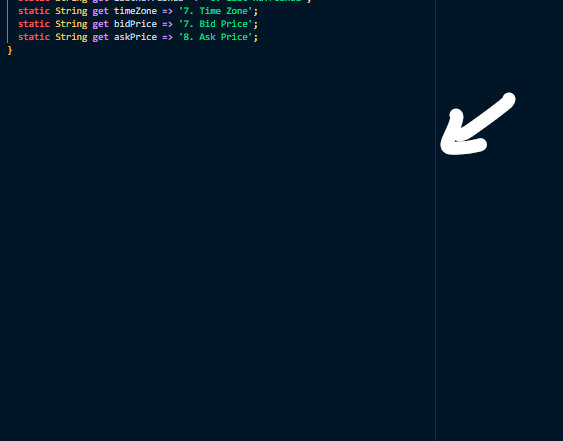 static String get timeZone => '7. Time Zone';
static String get bidPrice => '7. Bid Price';
static String get askPrice => '8. Ask Price';
}